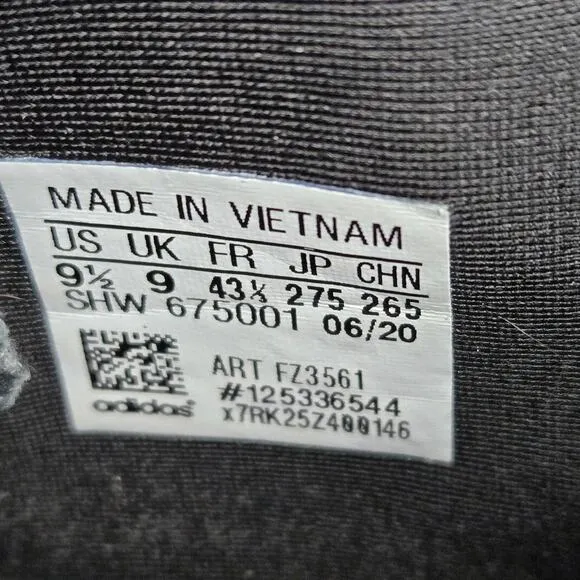 MADE IN VIETNAM
US UK FR JP CHN
9½ 9 43⅓ 275 265
SHW 675001 06/20
ART FZ3561
#125336544
x7RK25Z400146
adidas